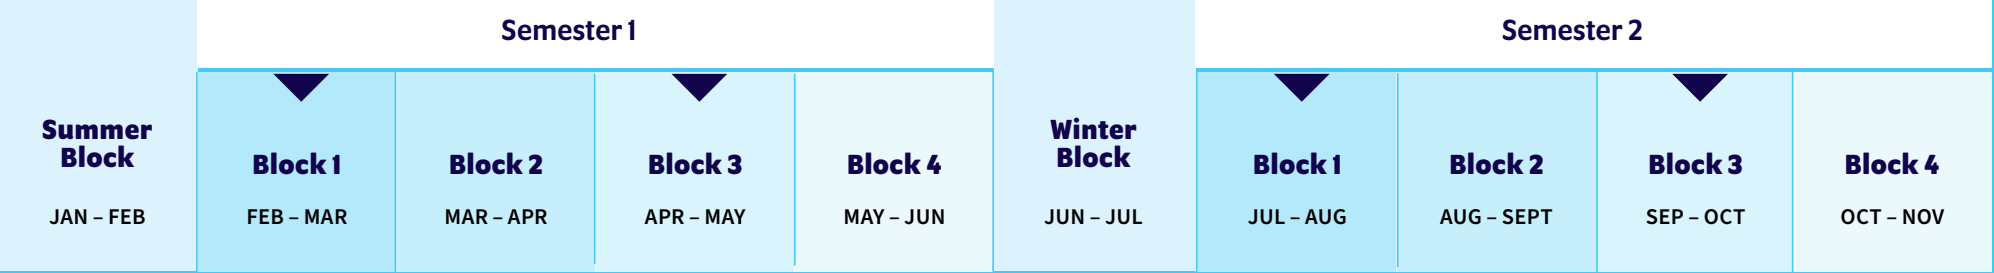 Semester 1
Semester 2
Summer
Block
JAN – FEB
Block 1
FEB – MAR
Block 2
MAR – APR
Block 3
APR – MAY
Block 4
MAY – JUN
Winter
Block
JUN – JUL
Block 1
JUL – AUG
Block 2
AUG – SEPT
Block 3
SEP – OCT
Block 4
OCT – NOV